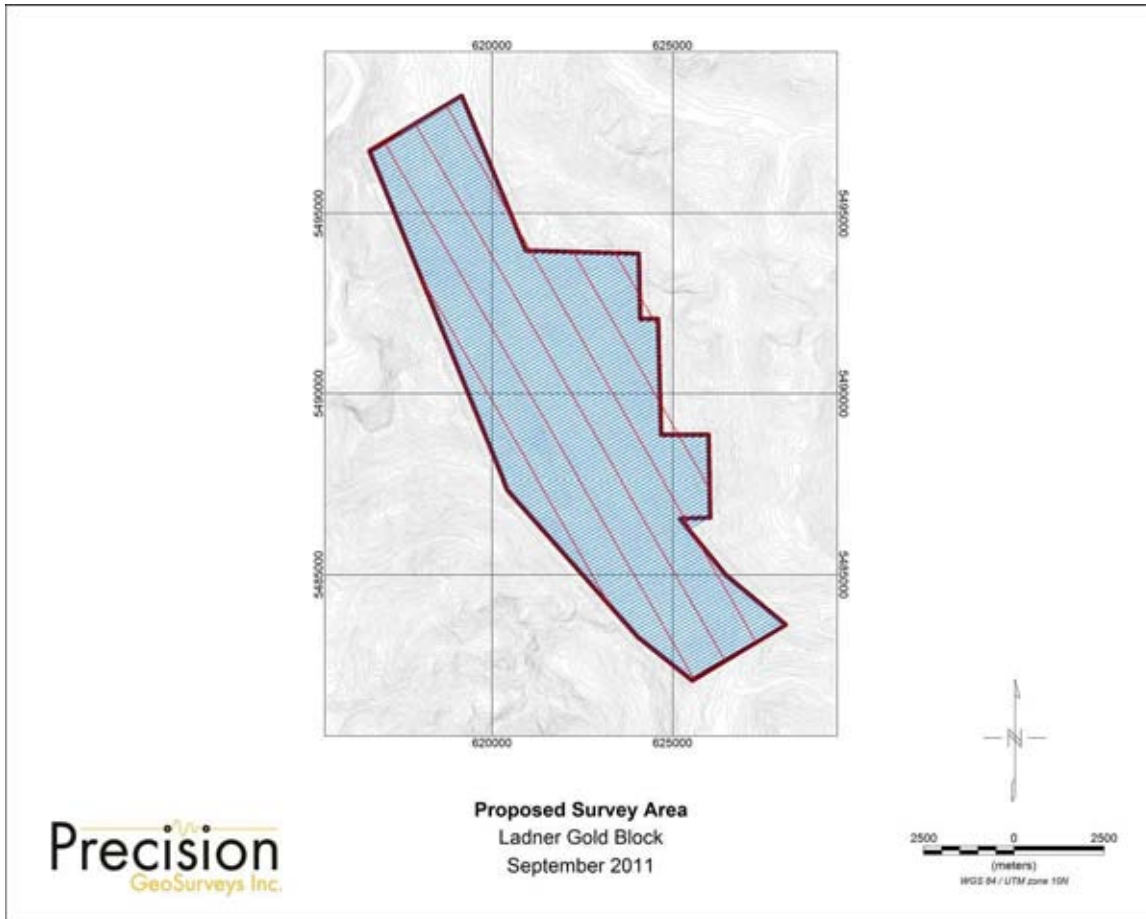 620000 625000
5495000 5495000
5490000 5490000
5485000 5485000
620000 625000
N
Proposed Survey Area
Ladner Gold Block
September 2011
Precision
GeoSurveys Inc.
2500 0 2500
(meters)
WGS 84 / UTM zone 10N